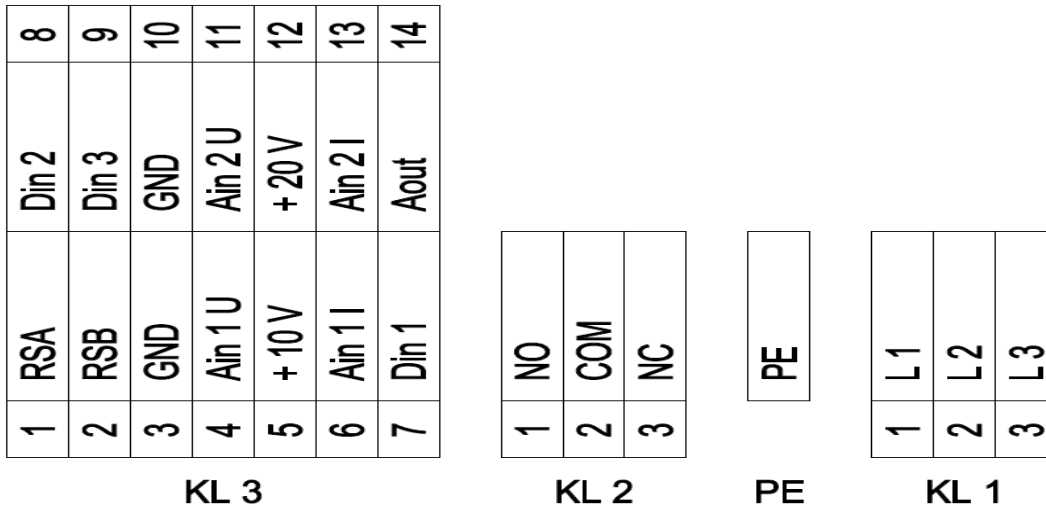 8 9 10 11 12 13 14
Din 2 Din 3 GND Ain 2 U + 20 V Ain 2 I Aout
RSA RSB GND Ain 1 U + 10 V Ain 1 I Din 1
1 2 3 4 5 6 7
KL 3
NO COM NC
1 2 3
KL 2
PE
PE
L 1 L 2 L 3
1 2 3
KL 1